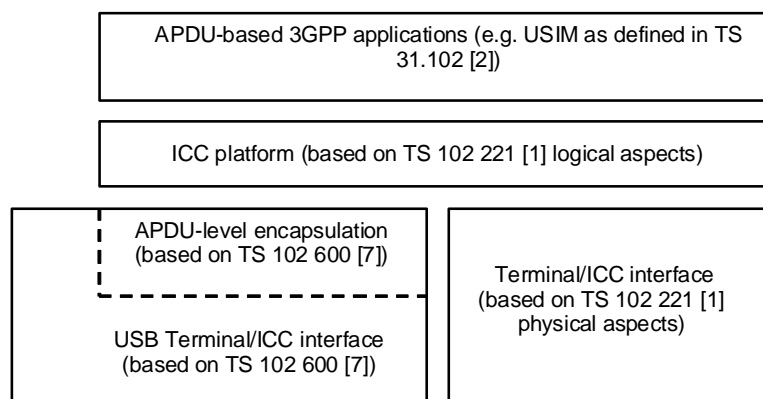 APDU-based 3GPP applications (e.g. USIM as defined in TS
31.102 [2])
ICC platform (based on TS 102 221 [1] logical aspects)
APDU-level encapsulation
(based on TS 102 600 [7])
USB Terminal/ICC interface
(based on TS 102 600 [7])
Terminal/ICC interface
(based on TS 102 221 [1]
physical aspects)